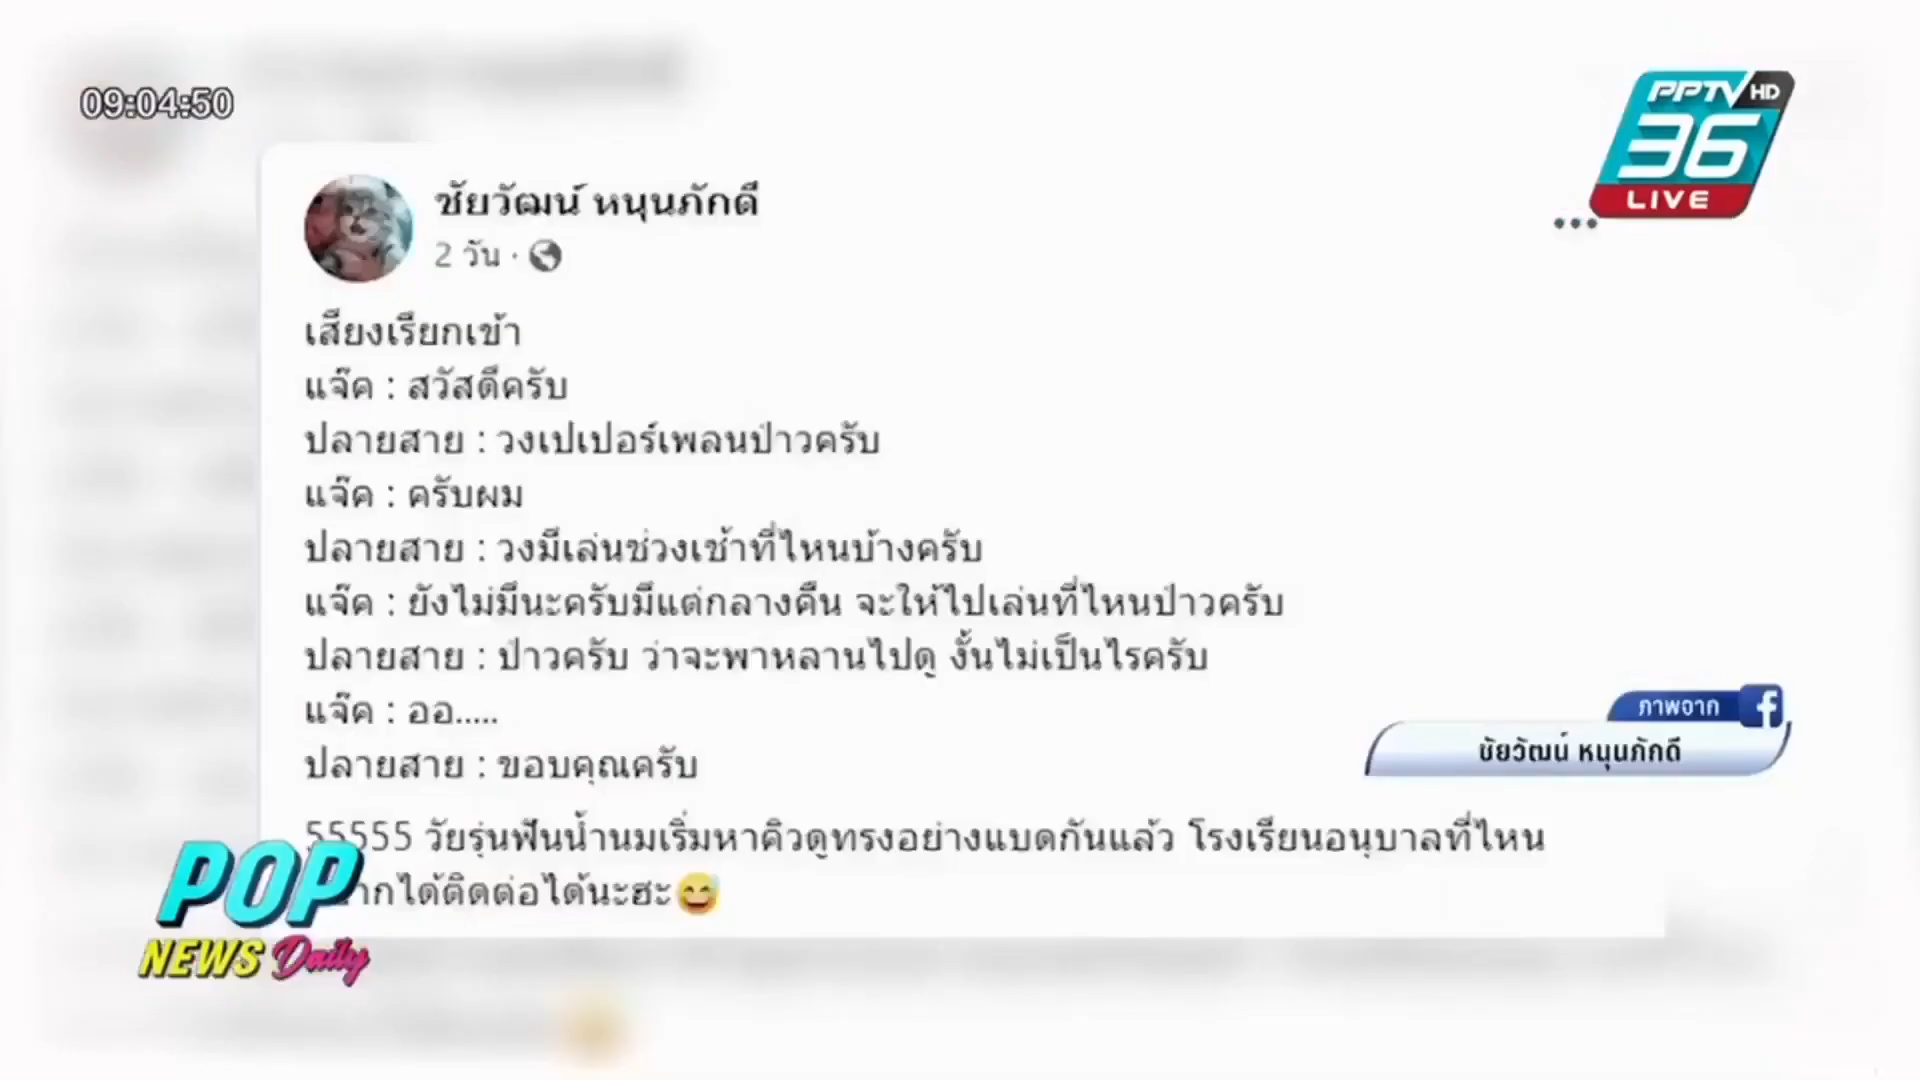 09:04:50
PPTV HD
36
LIVE
ชัยวัฒน์ หนุนภักดี
2 วัน ·
เสียงเรียกเข้า
แจ๊ค : สวัสดีครับ
ปลายสาย : วงเปเปอร์เพลนป่าวครับ
แจ๊ค : ครับผม
ปลายสาย : วงมีเล่นช่วงเช้าที่ไหนบ้างครับ
แจ๊ค : ยังไม่มีนะครับมีแต่กลางคืน จะให้ไปเล่นที่ไหนป่าวครับ
ปลายสาย : ป่าวครับ ว่าจะพาหลานไปดู งั้นไม่เป็นไรครับ
แจ๊ค : ออ.....
ปลายสาย : ขอบคุณครับ
55555 วัยรุ่นฟันน้ำนมเริ่มหาคิวดูทรงอย่างแบดกันแล้ว โรงเรียนอนุบาลที่ไหน
ากได้ติดต่อได้นะฮะ😅
ภาพจาก
ชัยวัฒน์ หนุนภักดี
POP
NEWS Daily